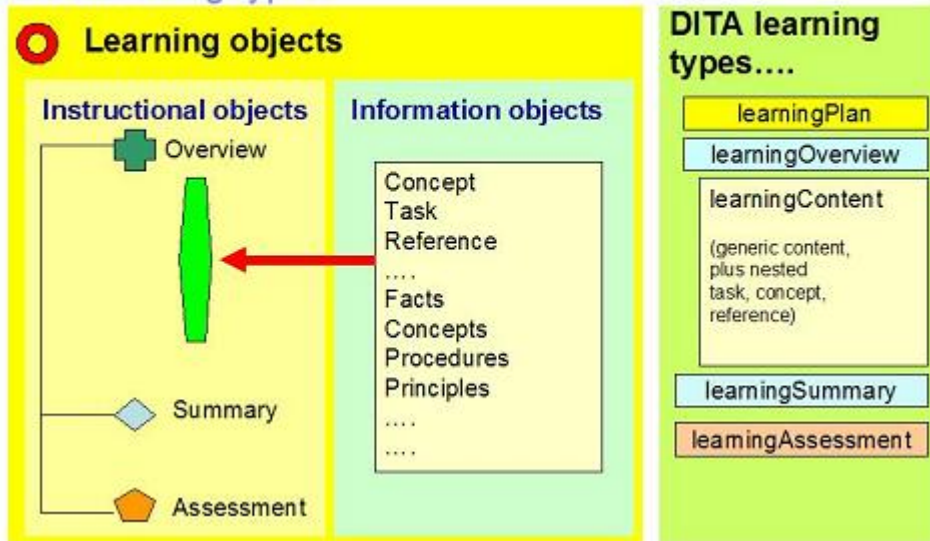 Learning objects
Instructional objects
Overview
Summary
Assessment
Information objects
Concept
Task
Reference
....
Facts
Concepts
Procedures
Principles
....
....
DITA learning
types....
learningPlan
learningOverview
learningContent
(generic content,
plus nested
task, concept,
reference)
learningSummary
learningAssessment